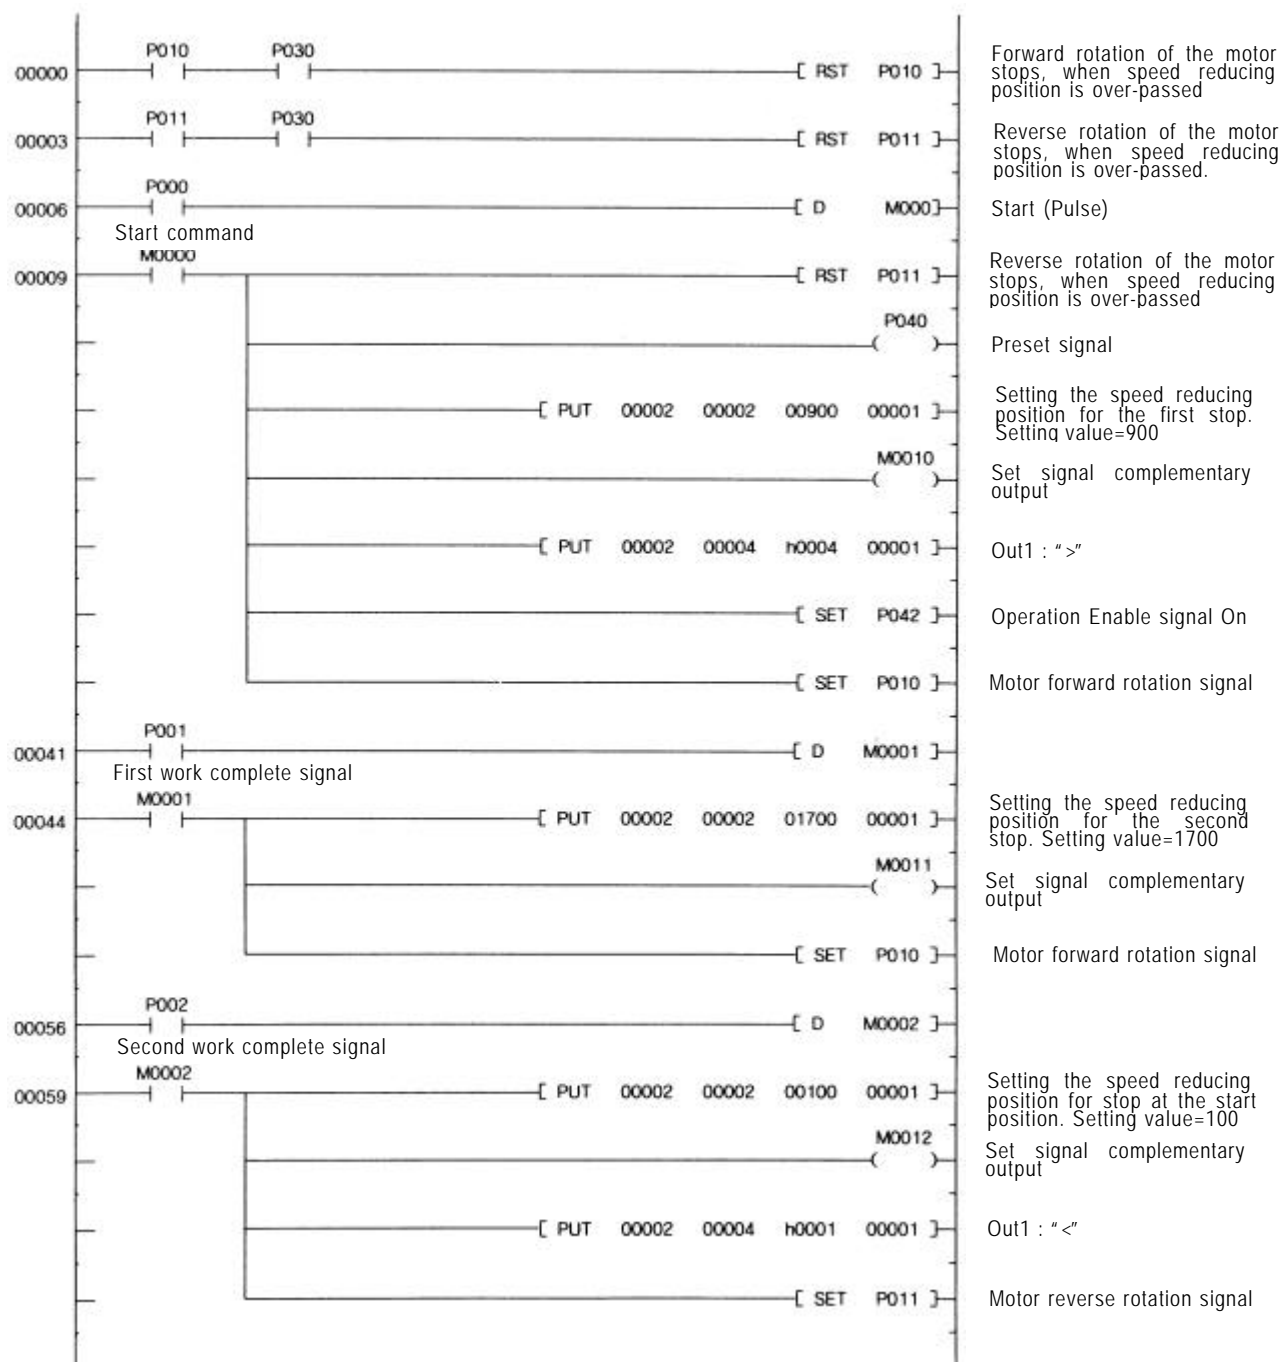 P010 P030
00000 [ RST P010 ] Forward rotation of the motor
stops, when speed reducing
position is over-passed
P011 P030
00003 [ RST P011 ] Reverse rotation of the motor
stops, when speed reducing
position is over-passed.
P000
00006 [ D M000] Start (Pulse)
Start command
M0000
00009 [ RST P011 ] Reverse rotation of the motor
stops, when speed reducing
position is over-passed
P040
( ) Preset signal
[ PUT 00002 00002 00900 00001 ] Setting the speed reducing
position for the first stop.
Setting value=900
M0010
( ) Set signal complementary
output
[ PUT 00002 00004 h0004 00001 ] Out1 : “>”
[ SET P042 ] Operation Enable signal On
[ SET P010 ] Motor forward rotation signal
P001
00041 [ D M0001 ]
First work complete signal
M0001
00044 [ PUT 00002 00002 01700 00001 ] Setting the speed reducing
position for the second
stop. Setting value=1700
M0011
( ) Set signal complementary
output
[ SET P010 ] Motor forward rotation signal
P002
00056 [ D M0002 ]
Second work complete signal
M0002
00059 [ PUT 00002 00002 00100 00001 ] Setting the speed reducing
position for stop at the start
position. Setting value=100
M0012
( ) Set signal complementary
output
[ PUT 00002 00004 h0001 00001 ] Out1 : “<”
[ SET P011 ] Motor reverse rotation signal